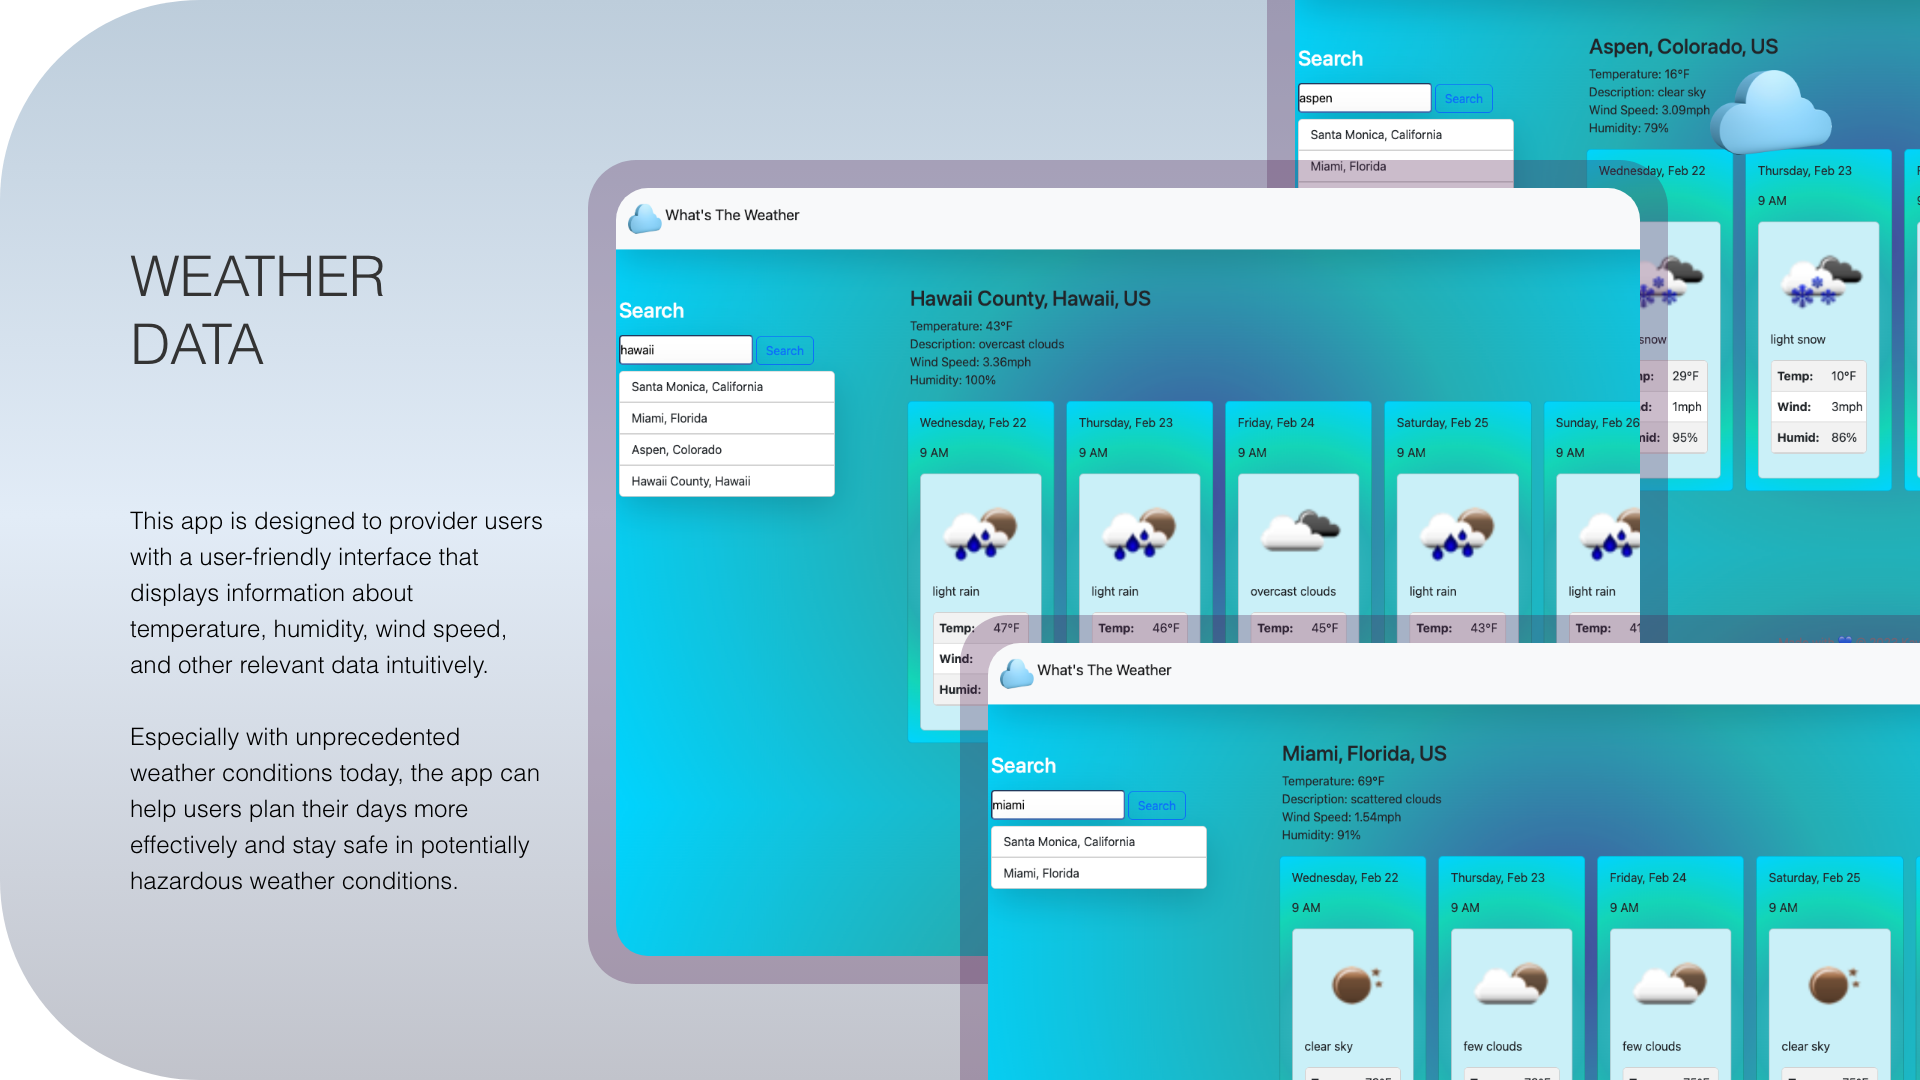 WEATHER
DATA
This app is designed to provider users
with a user-friendly interface that
displays information about
temperature, humidity, wind speed,
and other relevant data intuitively.
Especially with unprecedented
weather conditions today, the app can
help users plan their days more
effectively and stay safe in potentially
hazardous weather conditions.
Search
aspen
Search
Santa Monica, California
Miami, Florida
Aspen, Colorado, US
Temperature: 16°F
Description: clear sky
Wind Speed: 3.09mph
Humidity: 79%
Wednesday, Feb 22
Thursday, Feb 23
9 AM
snow
light snow
29°F
Temp: 10°F
1mph
Wind: 3mph
95%
Humid: 86%
What's The Weather
Search
hawaii
Search
Santa Monica, California
Miami, Florida
Aspen, Colorado
Hawaii County, Hawaii
Hawaii County, Hawaii, US
Temperature: 43°F
Description: overcast clouds
Wind Speed: 3.36mph
Humidity: 100%
Wednesday, Feb 22
Thursday, Feb 23
Friday, Feb 24
Saturday, Feb 25
Sunday, Feb 26
9 AM
9 AM
9 AM
9 AM
9 AM
light rain
light rain
overcast clouds
light rain
light rain
Temp: 47°F
Temp: 46°F
Temp: 45°F
Temp: 43°F
Temp:
Wind:
Humid:
What's The Weather
Search
miami
Search
Santa Monica, California
Miami, Florida
Miami, Florida, US
Temperature: 69°F
Description: scattered clouds
Wind Speed: 1.54mph
Humidity: 91%
Wednesday, Feb 22
Thursday, Feb 23
Friday, Feb 24
Saturday, Feb 25
9 AM
9 AM
9 AM
9 AM
clear sky
few clouds
few clouds
clear sky